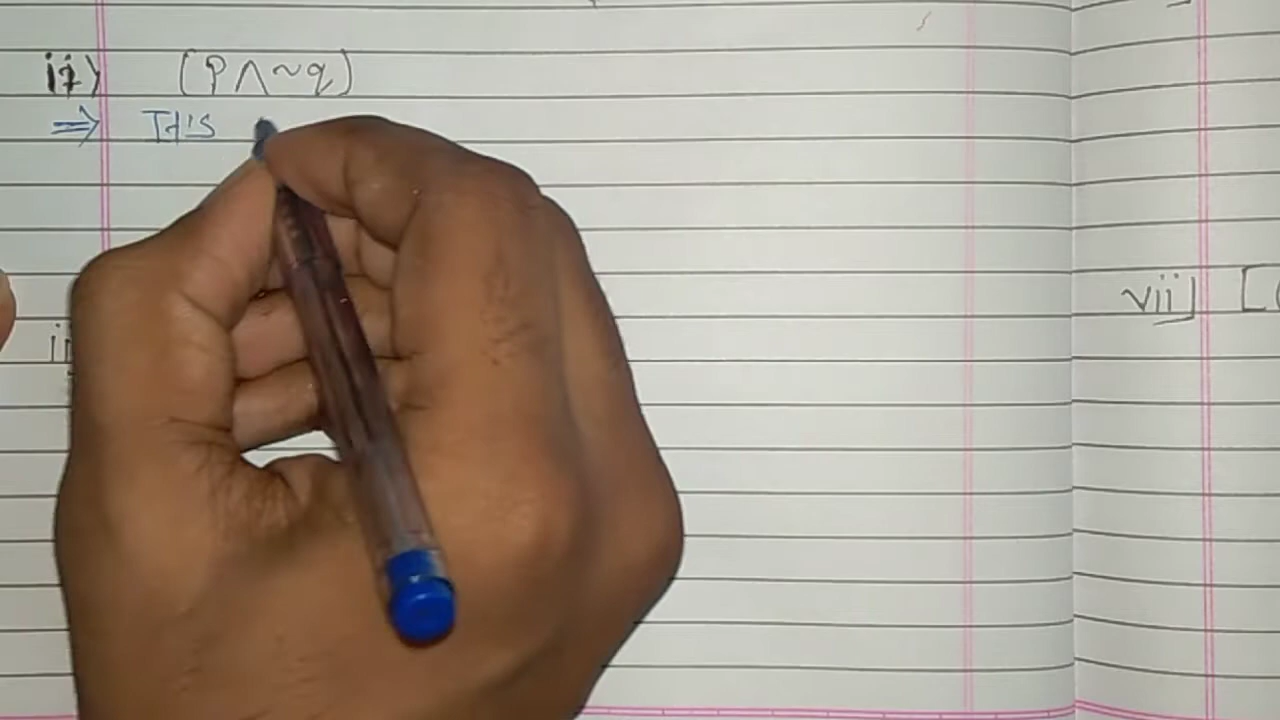 ii) (p∧~q)
⇒ It's
vii] [(